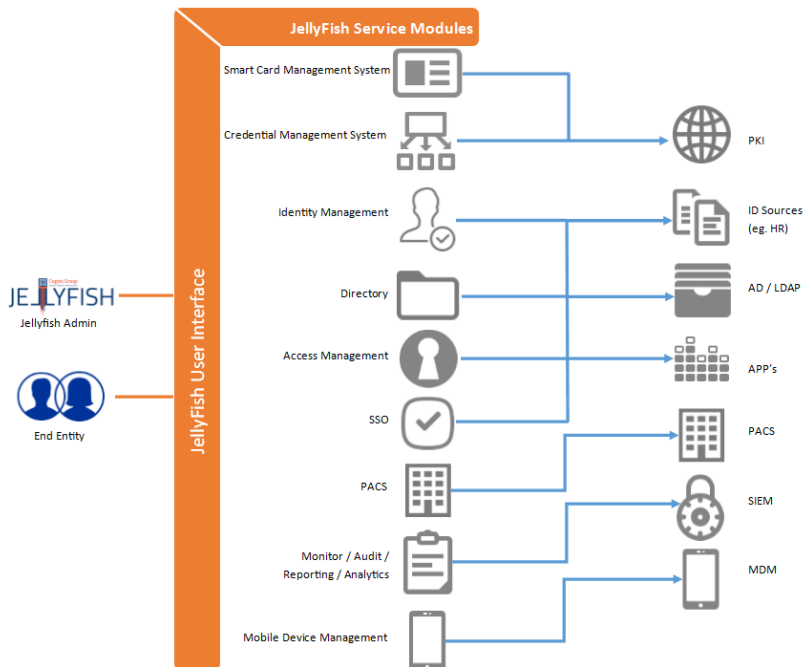 JellyFish Service Modules
Smart Card Management System
Credential Management System
PKI
Identity Management
ID Sources
(eg. HR)
JellyFish User Interface
Cogito Group
JELLYFISH
Jellyfish Admin
Directory
AD / LDAP
Access Management
APP's
End Entity
SSO
PACS
PACS
SIEM
Monitor / Audit /
Reporting / Analytics
MDM
Mobile Device Management